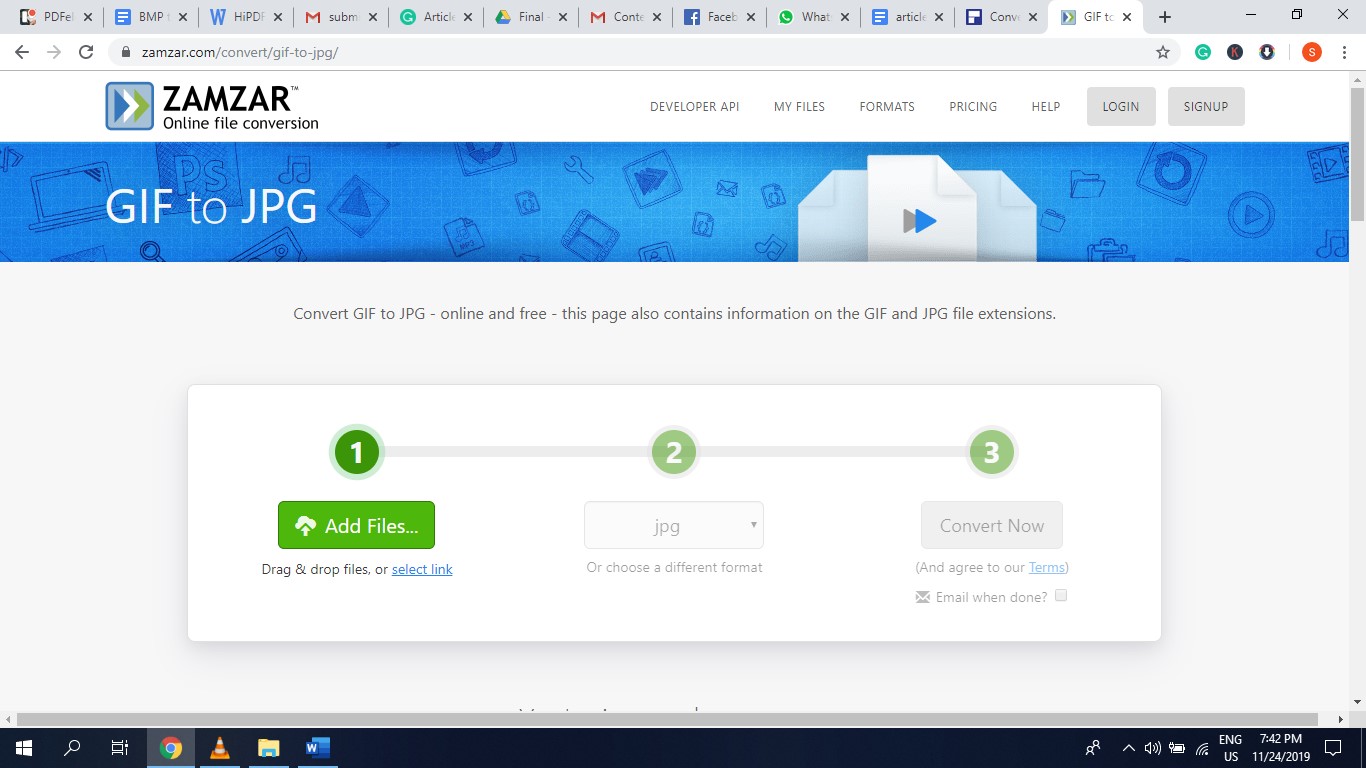 PDFel
BMP t
HiPDF
subm
Article
Final -
Conte
Faceb
Whats
article
Conve
GIF to
zamzar.com/convert/gif-to-jpg/
S
ZAMZAR™
Online file conversion
DEVELOPER API MY FILES FORMATS PRICING HELP LOGIN SIGNUP
PS
MP3
GIF to JPG
Convert GIF to JPG - online and free - this page also contains information on the GIF and JPG file extensions.
1 2 3
Add Files... jpg Convert Now
Drag & drop files, or select link Or choose a different format (And agree to our Terms)
Email when done?
ENG 7:42 PM
US 11/24/2019